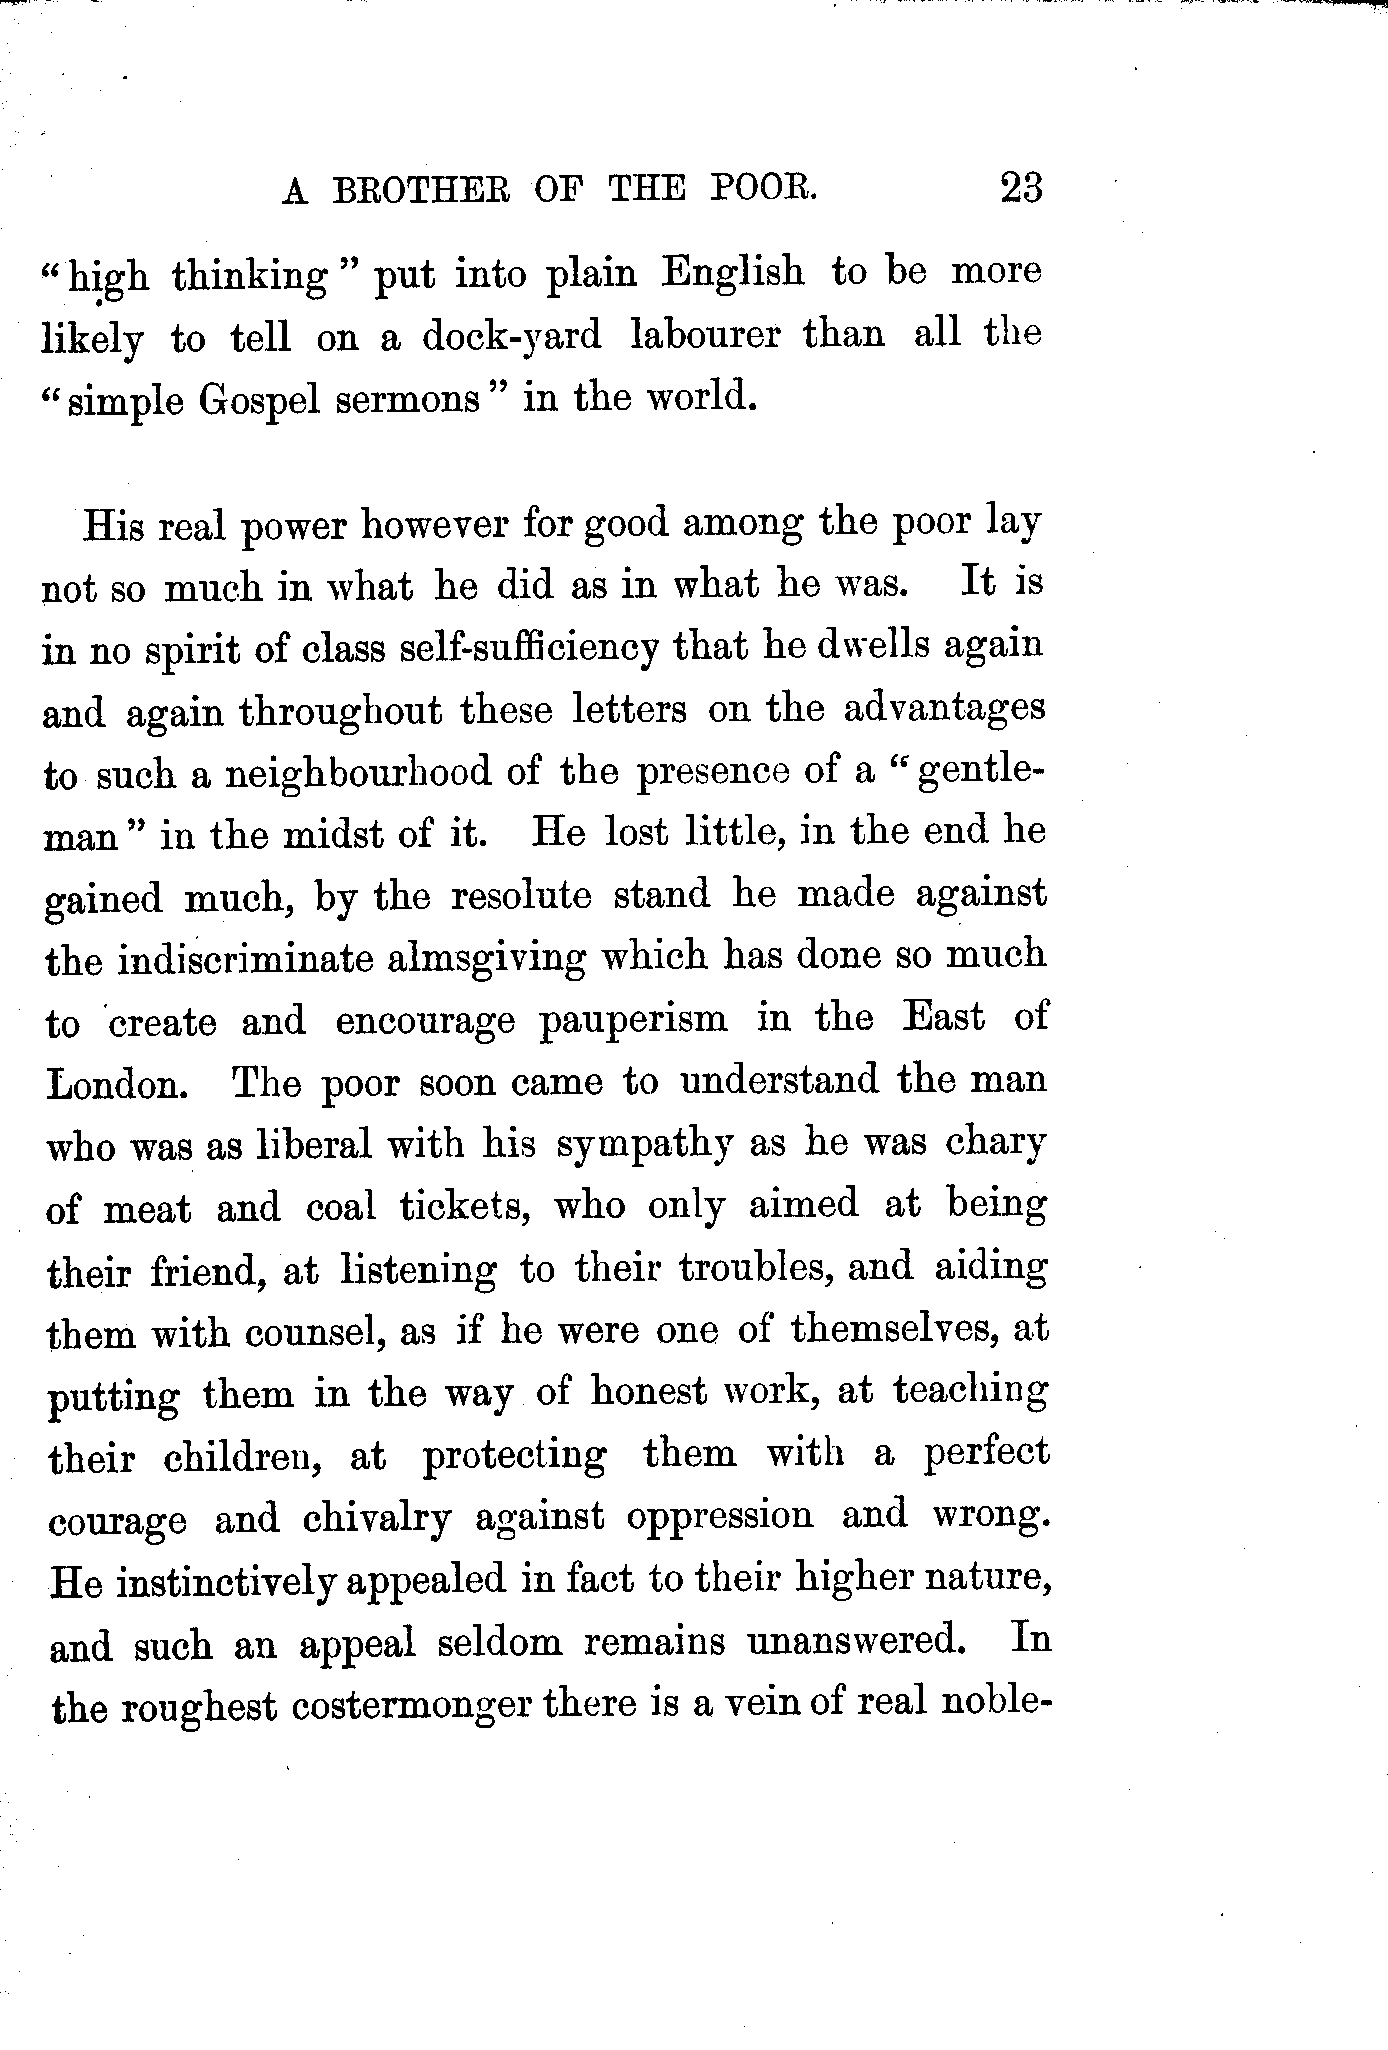 A BROTHER OF THE POOR. 23
“high thinking” put into plain English to be more
likely to tell on a dock-yard labourer than all the
“simple Gospel sermons” in the world.
His real power however for good among the poor lay
not so much in what he did as in what he was. It is
in no spirit of class self-sufficiency that he dwells again
and again throughout these letters on the advantages
to such a neighbourhood of the presence of a “gentle-
man” in the midst of it. He lost little, in the end he
gained much, by the resolute stand he made against
the indiscriminate almsgiving which has done so much
to create and encourage pauperism in the East of
London. The poor soon came to understand the man
who was as liberal with his sympathy as he was chary
of meat and coal tickets, who only aimed at being
their friend, at listening to their troubles, and aiding
them with counsel, as if he were one of themselves, at
putting them in the way of honest work, at teaching
their children, at protecting them with a perfect
courage and chivalry against oppression and wrong.
He instinctively appealed in fact to their higher nature,
and such an appeal seldom remains unanswered. In
the roughest costermonger there is a vein of real noble-